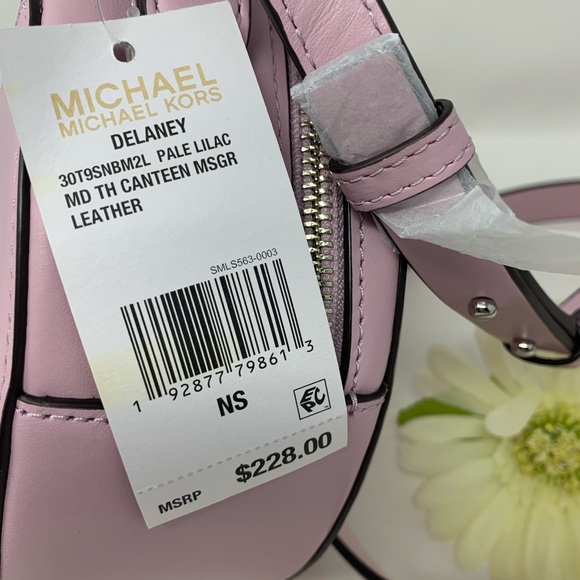 MICHAEL
MICHAEL KORS
DELANEY
30T9SNBM2L PALE LILAC
MD TH CANTEEN MSGR
LEATHER
SMLS563-0003
1 92877 79861 3
NS
EPC
MSRP $228.00